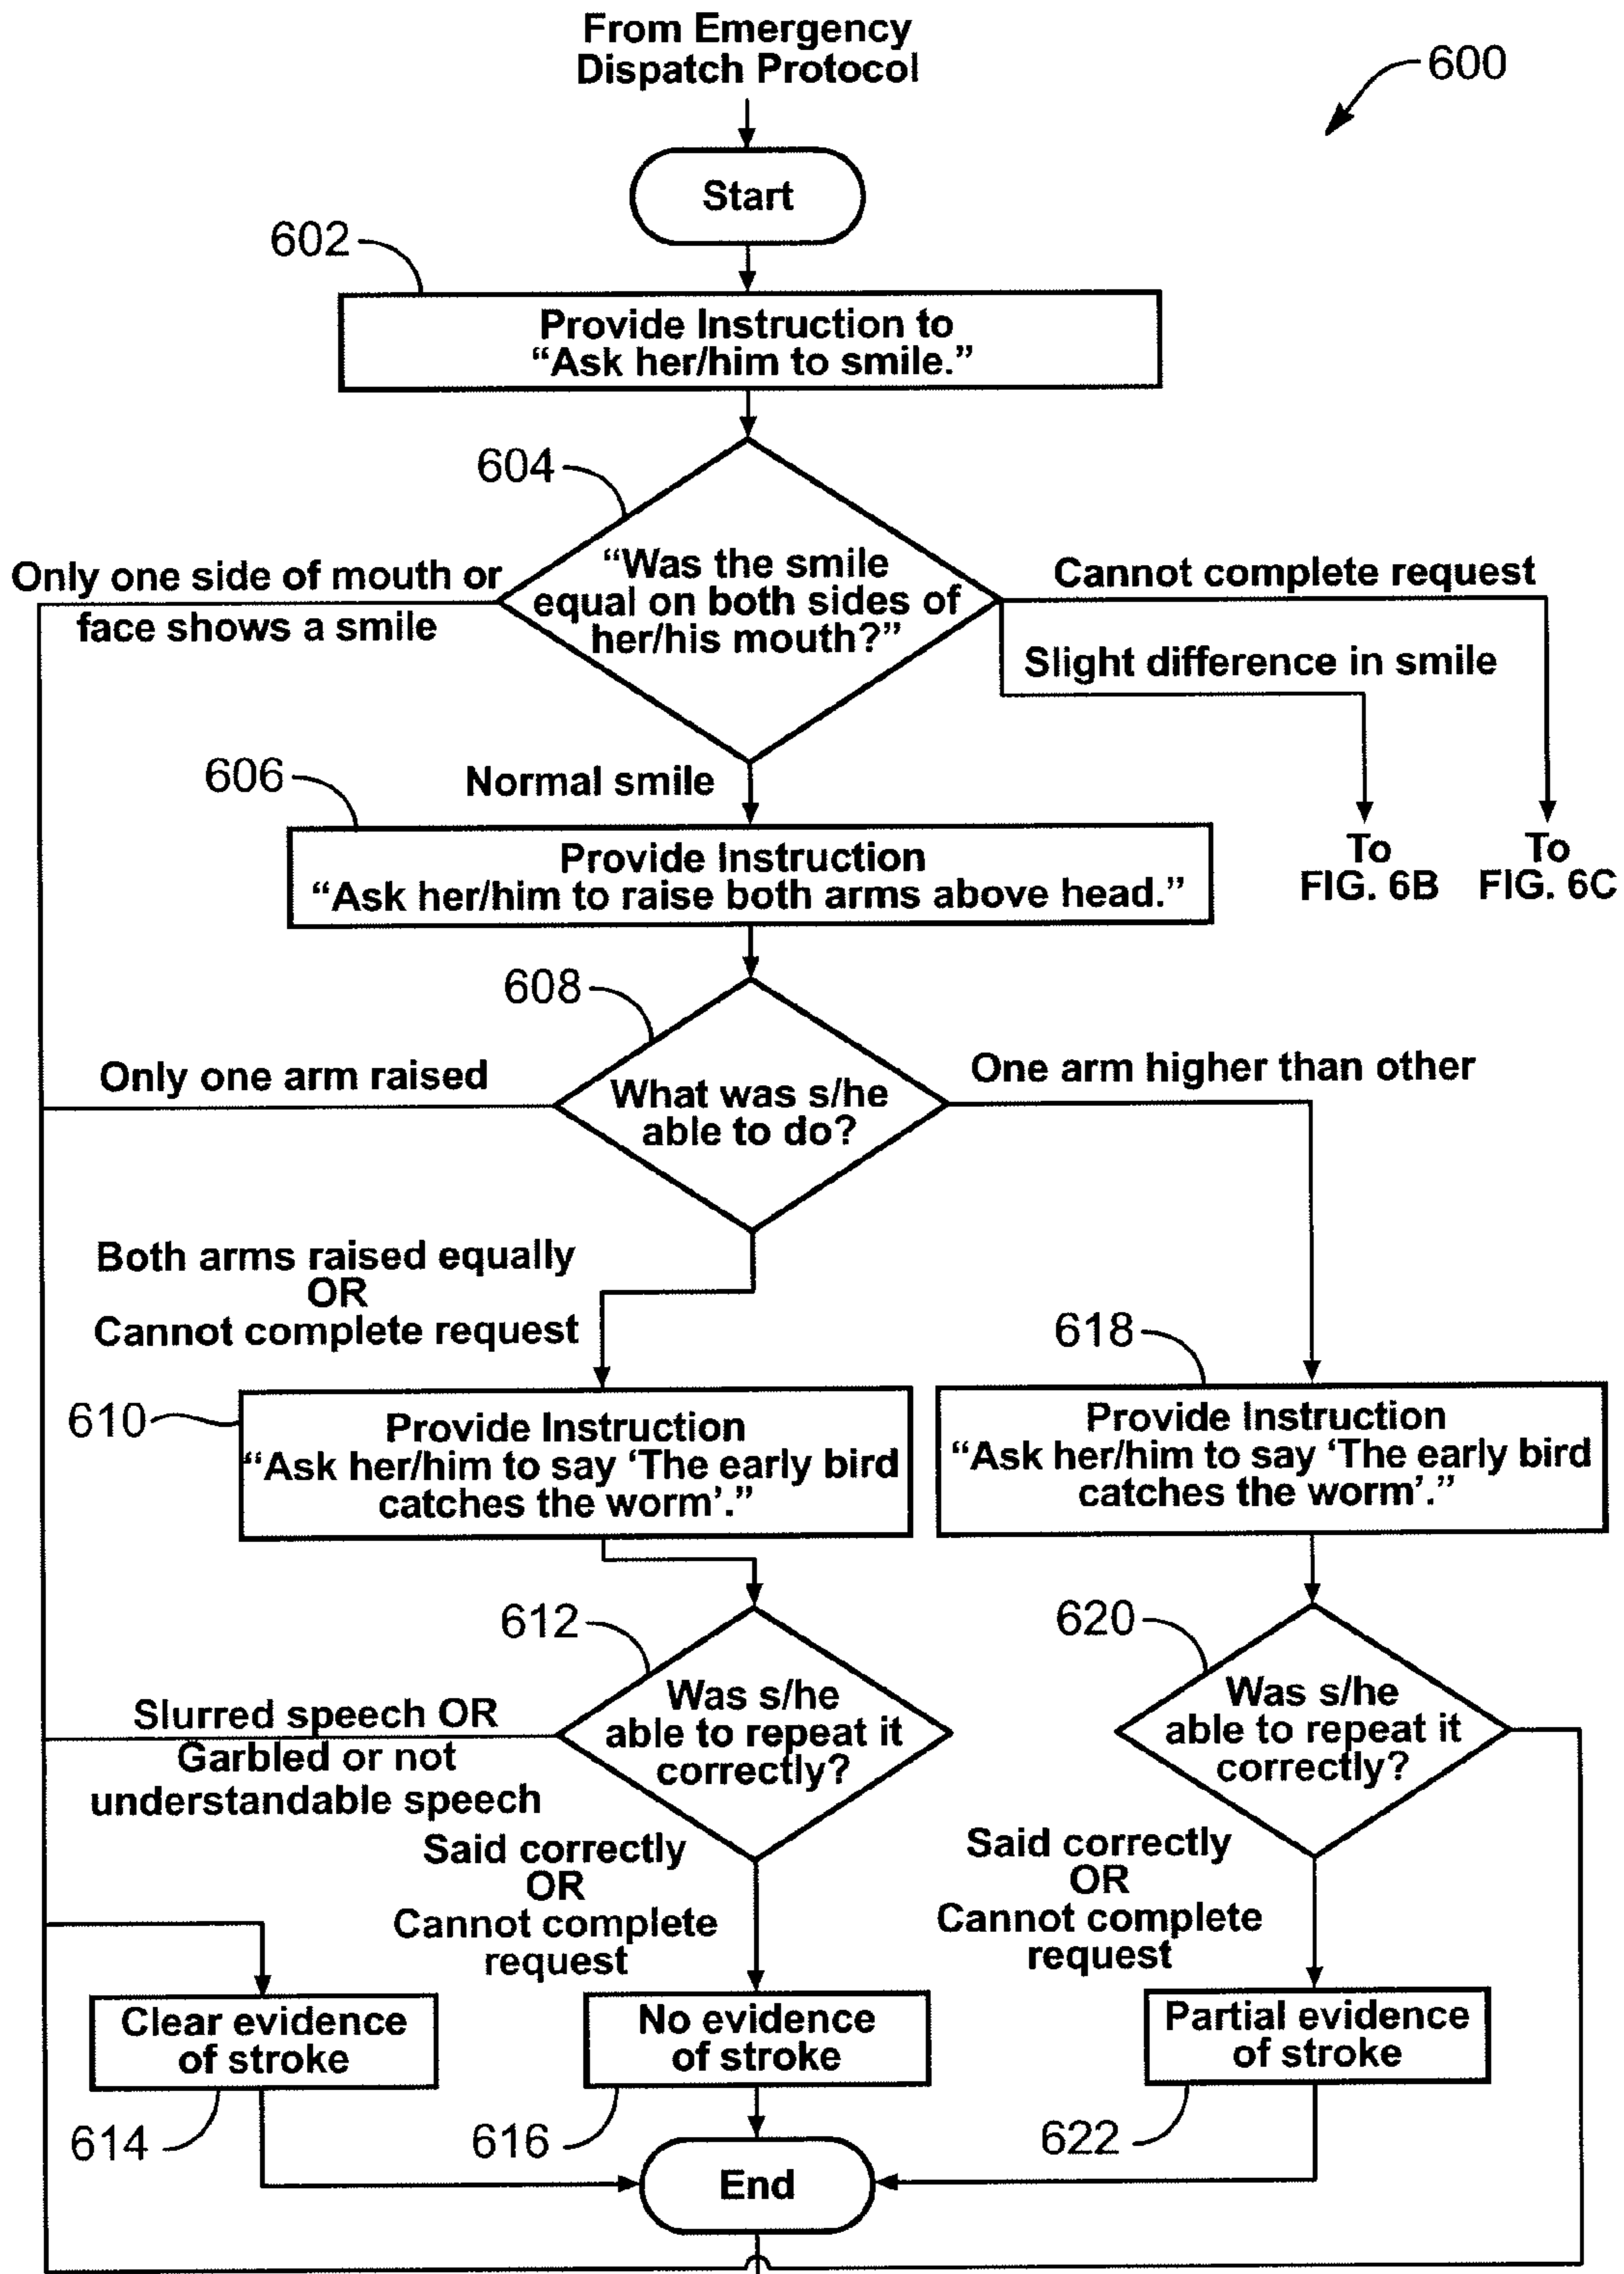 From Emergency
Dispatch Protocol
600
Start
602
Provide Instruction to
“Ask her/him to smile.”
604
“Was the smile
equal on both sides of
her/his mouth?”
Only one side of mouth or
face shows a smile
Cannot complete request
Slight difference in smile
606
Normal smile
Provide Instruction
“Ask her/him to raise both arms above head.”
To
FIG. 6B
To
FIG. 6C
608
Only one arm raised
What was s/he
able to do?
One arm higher than other
Both arms raised equally
OR
Cannot complete request
610
Provide Instruction
“Ask her/him to say ‘The early bird
catches the worm’.”
618
Provide Instruction
“Ask her/him to say ‘The early bird
catches the worm’.”
612
Was s/he
able to repeat it
correctly?
620
Was s/he
able to repeat it
correctly?
Slurred speech OR
Garbled or not
understandable speech
Said correctly
OR
Cannot complete
request
Said correctly
OR
Cannot complete
request
Clear evidence
of stroke
614
No evidence
of stroke
616
Partial evidence
of stroke
622
End